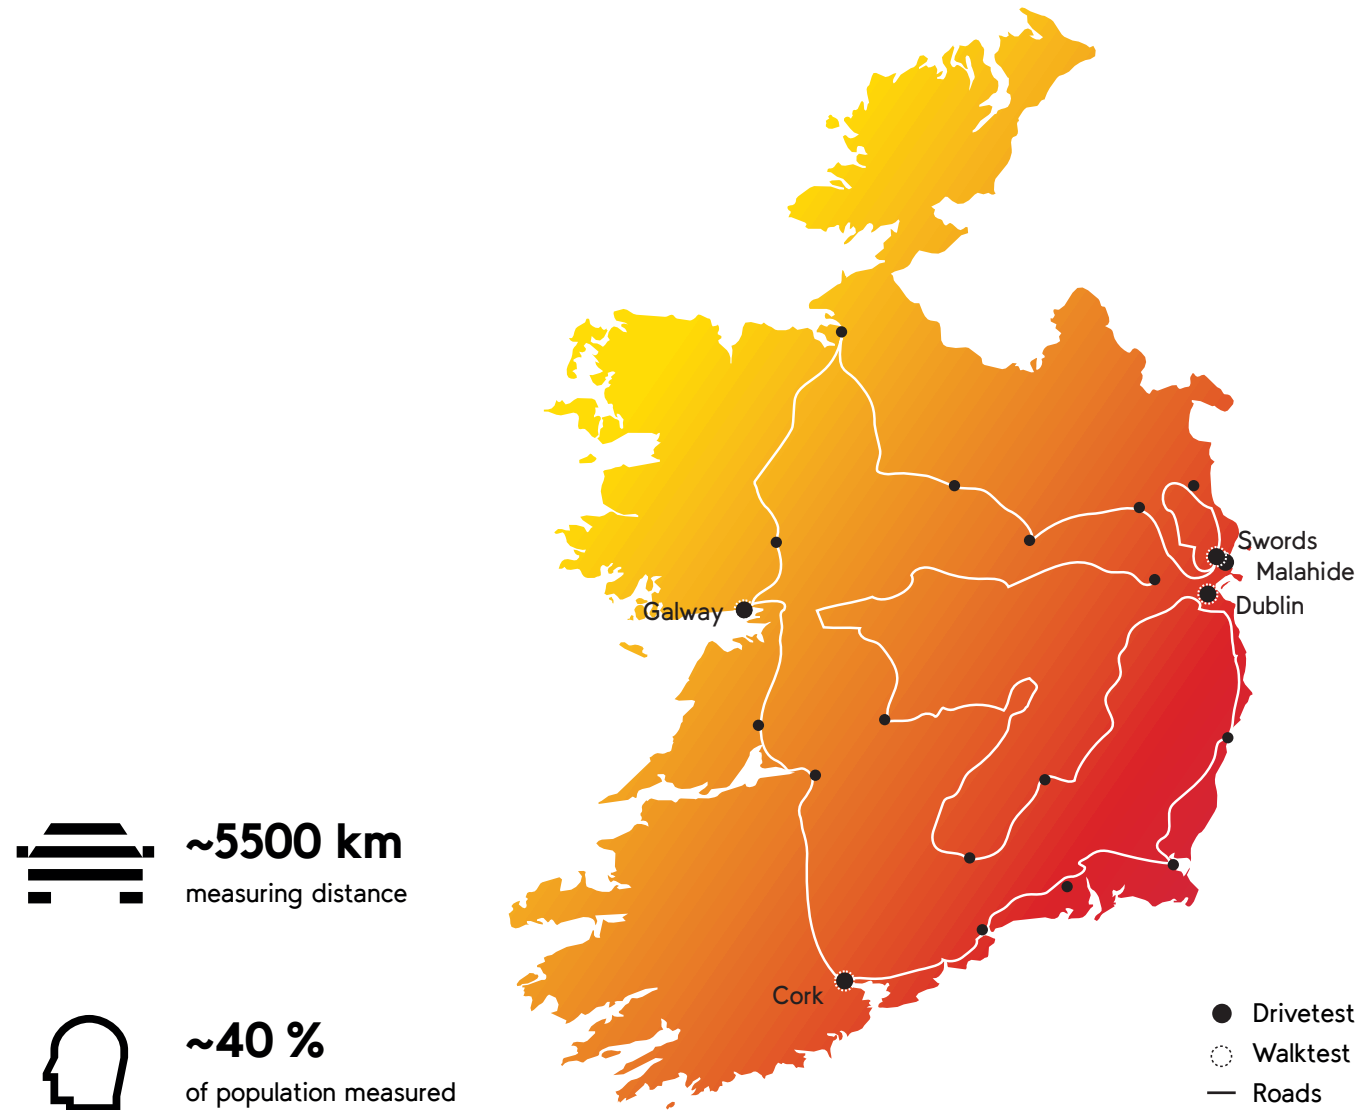 Swords
Malahide
Galway
Dublin
~5500 km
measuring distance
Cork
~40 %
of population measured
Drivetest
Walktest
Roads